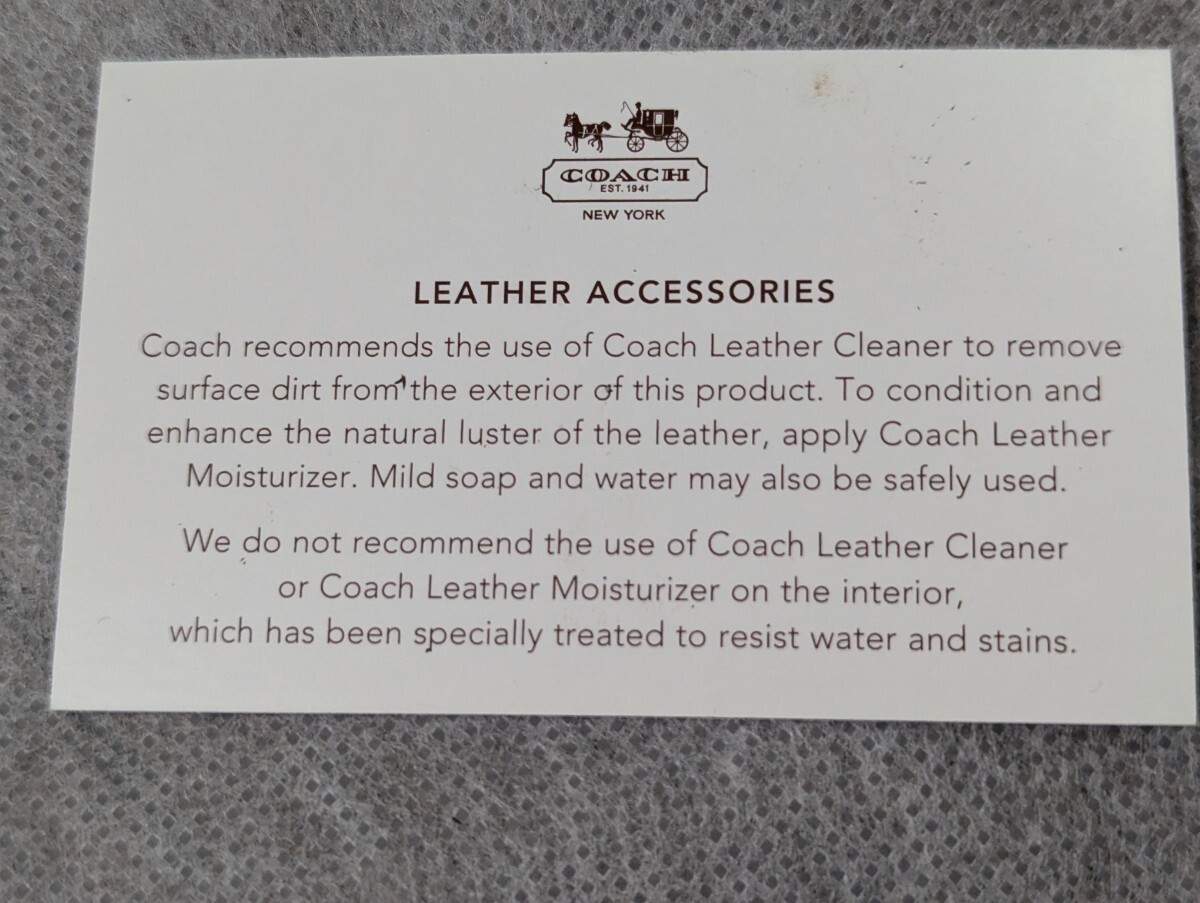 COACH
EST. 1941
NEW YORK
LEATHER ACCESSORIES
Coach recommends the use of Coach Leather Cleaner to remove
surface dirt from the exterior of this product. To condition and
enhance the natural luster of the leather, apply Coach Leather
Moisturizer. Mild soap and water may also be safely used.
We do not recommend the use of Coach Leather Cleaner
or Coach Leather Moisturizer on the interior,
which has been specially treated to resist water and stains.